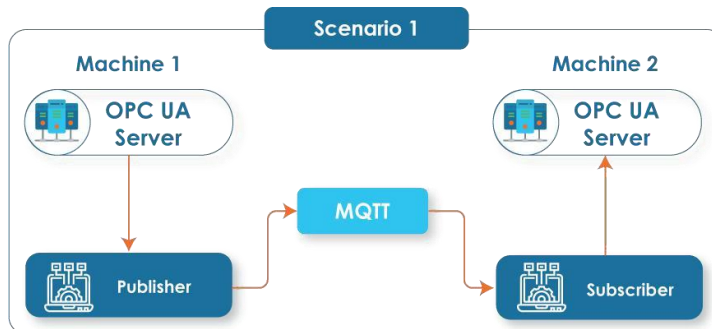 Scenario 1
Machine 1
Machine 2
OPC UA
Server
OPC UA
Server
MQTT
Publisher
Subscriber